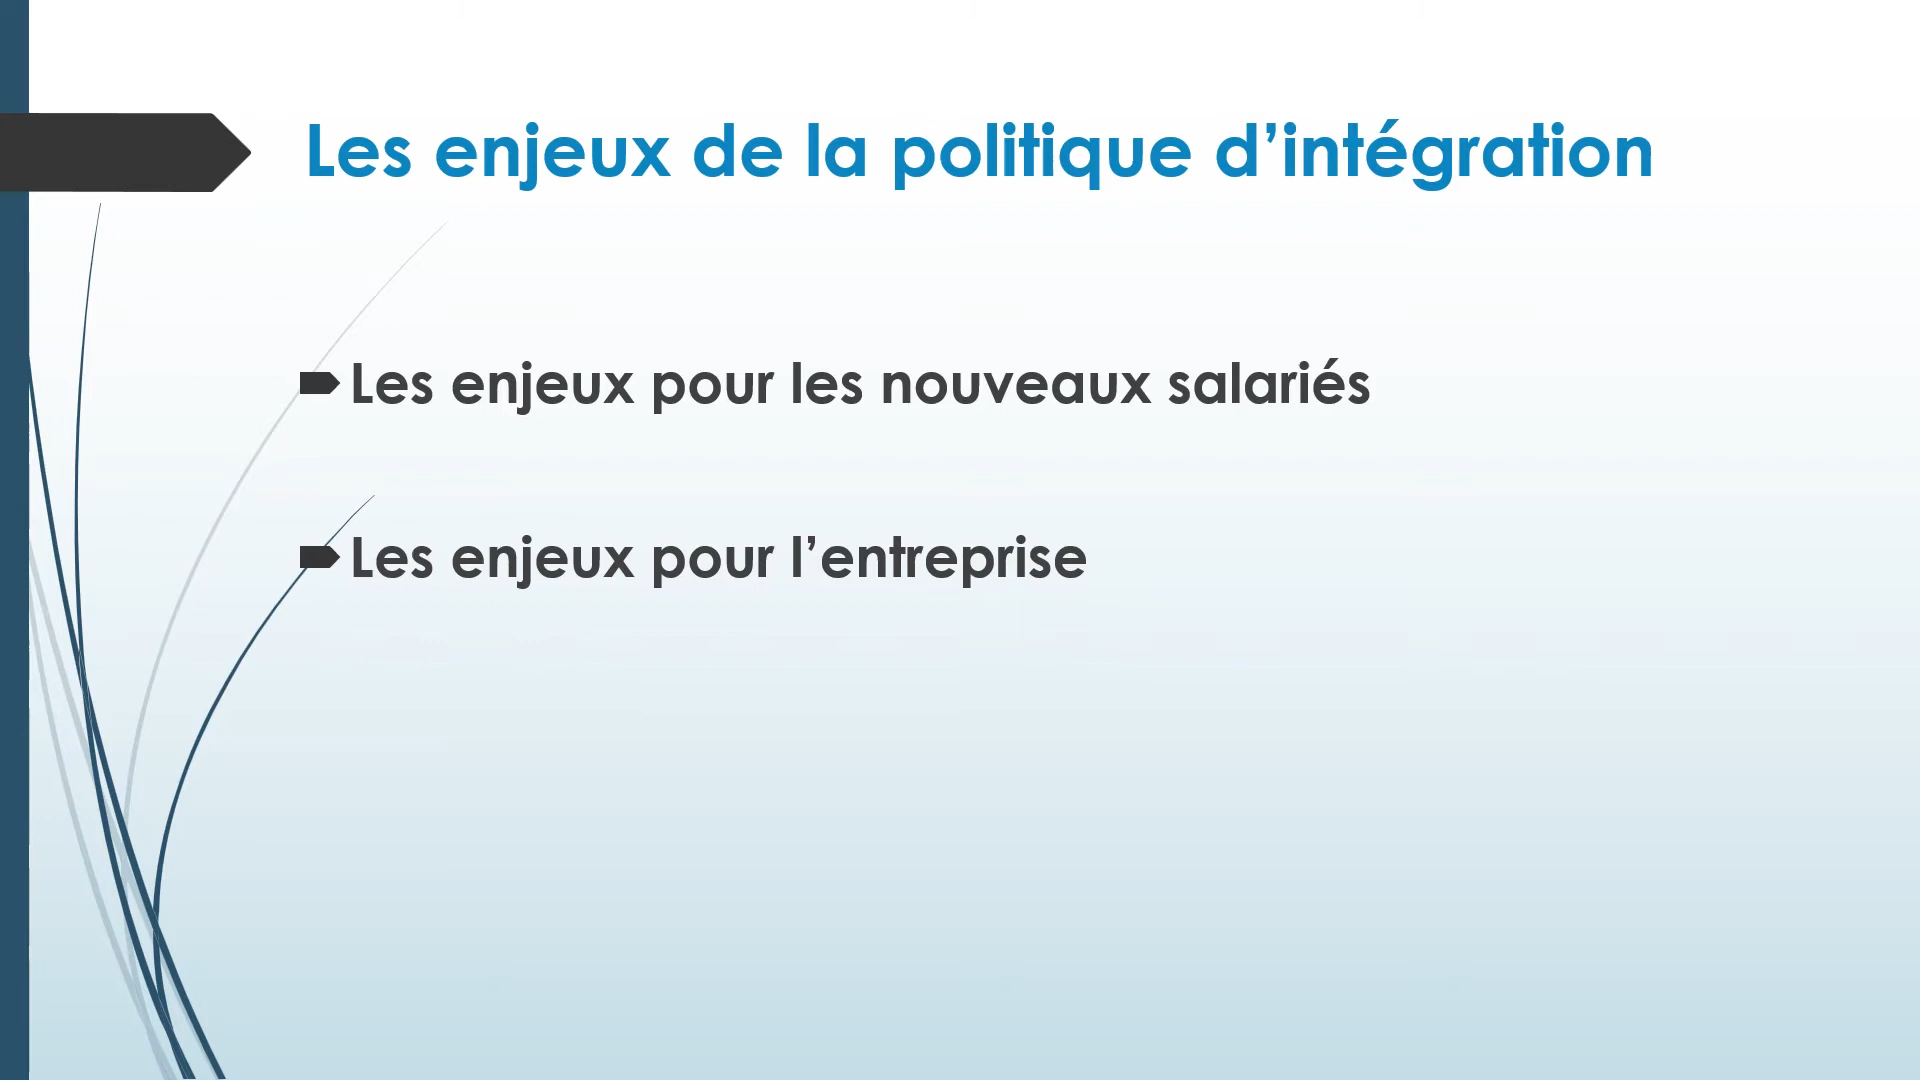 Les enjeux de la politique d’intégration
Les enjeux pour les nouveaux salariés
Les enjeux pour l’entreprise